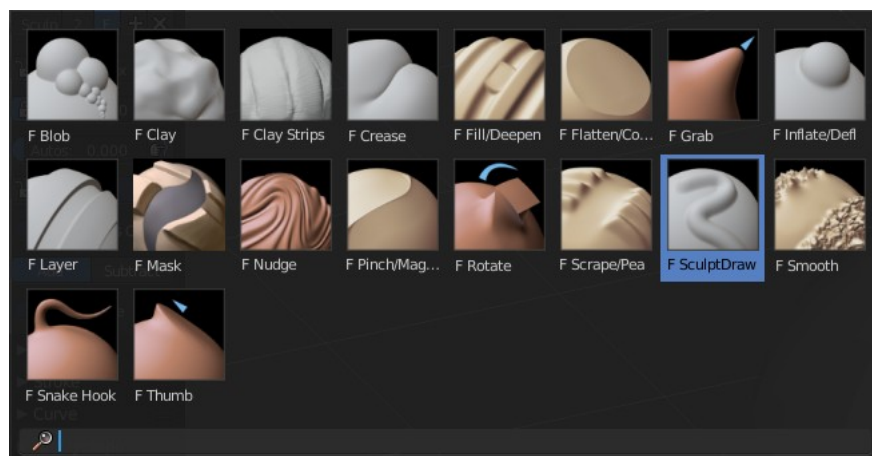 F Blob
F Clay
F Clay Strips
F Crease
F Fill/Deepen
F Flatten/Co...
F Grab
F Inflate/Defl
F Layer
F Mask
F Nudge
F Pinch/Mag...
F Rotate
F Scrape/Pea
F SculptDraw
F Smooth
F Snake Hook
F Thumb
Curve